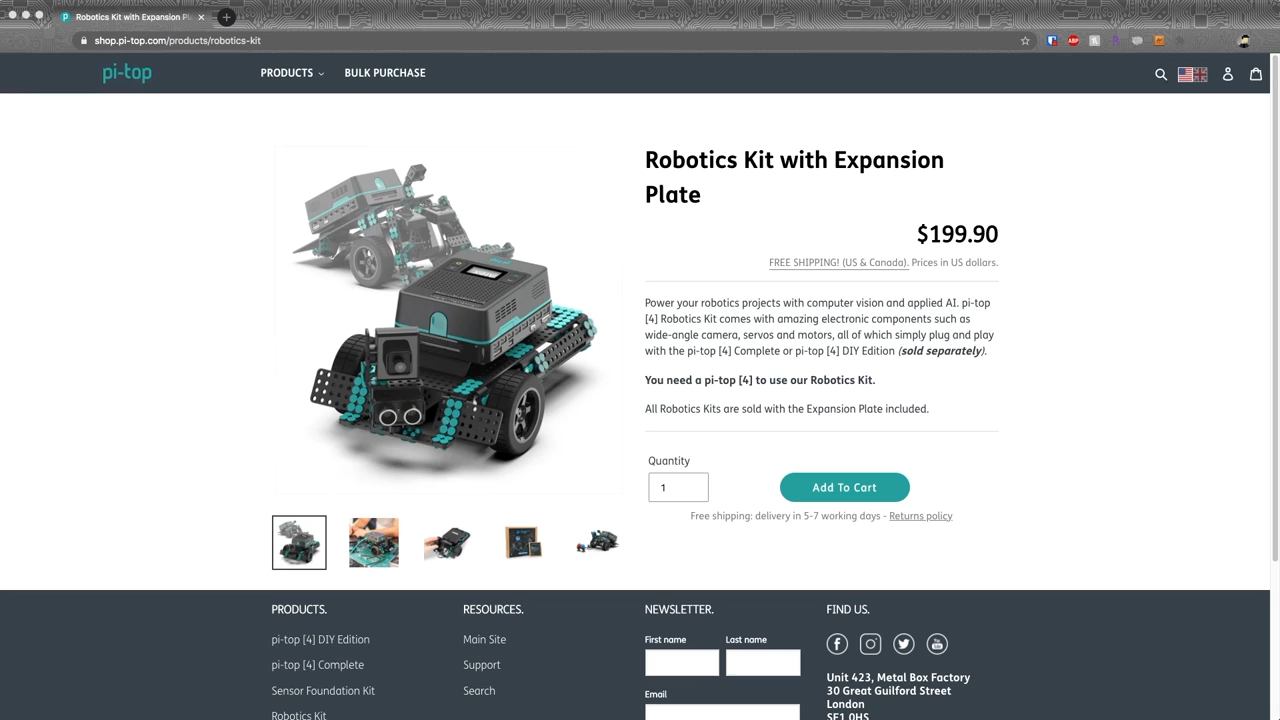 Robotics Kit with Expansion Pl
shop.pi-top.com/products/robotics-kit
pi-top
PRODUCTS
BULK PURCHASE
Robotics Kit with Expansion
Plate
$199.90
FREE SHIPPING! (US & Canada). Prices in US dollars.
Power your robotics projects with computer vision and applied AI. pi-top
[4] Robotics Kit comes with amazing electronic components such as
wide-angle camera, servos and motors, all of which simply plug and play
with the pi-top [4] Complete or pi-top [4] DIY Edition (sold separately).
You need a pi-top [4] to use our Robotics Kit.
All Robotics Kits are sold with the Expansion Plate included.
Quantity
1
Add To Cart
Free shipping: delivery in 5-7 working days - Returns policy
PRODUCTS.
pi-top [4] DIY Edition
pi-top [4] Complete
Sensor Foundation Kit
Robotics Kit
RESOURCES.
Main Site
Support
Search
NEWSLETTER.
First name
Last name
Email
FIND US.
Unit 423, Metal Box Factory
30 Great Guilford Street
London
SE1 0HS